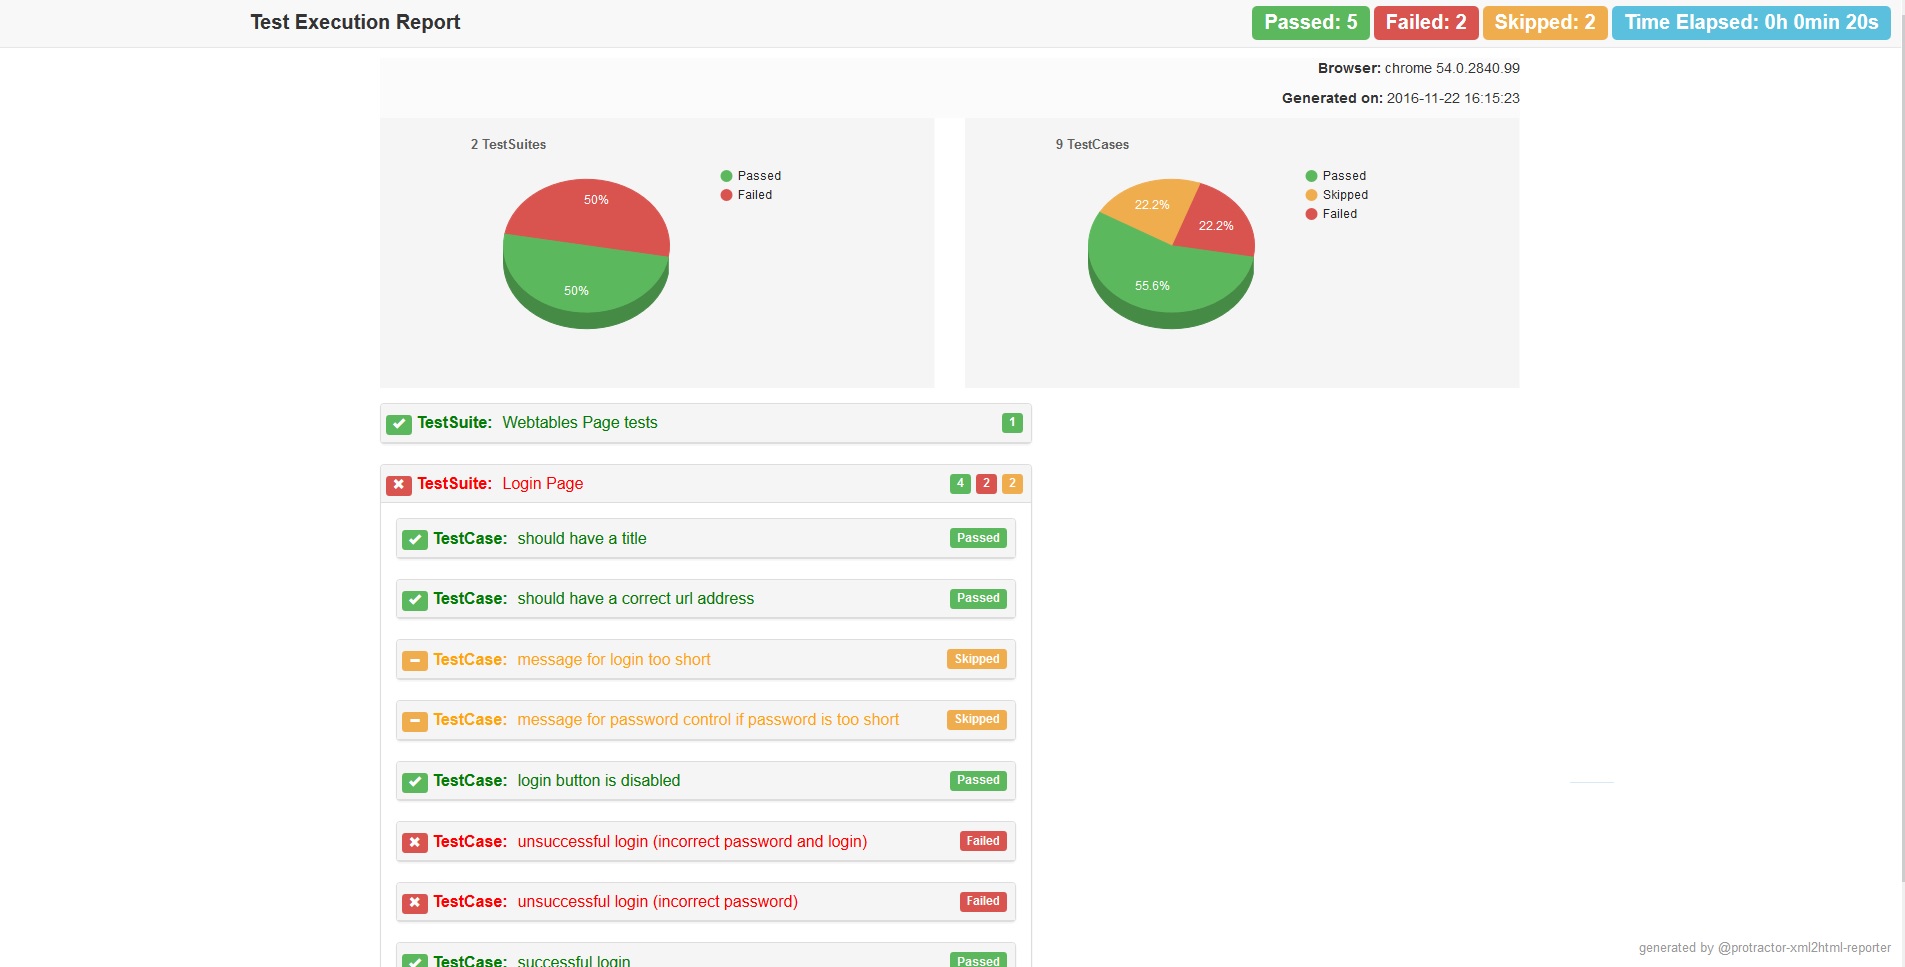 Test Execution Report
Passed: 5 Failed: 2 Skipped: 2 Time Elapsed: 0h 0min 20s
Browser: chrome 54.0.2840.99
Generated on: 2016-11-22 16:15:23
2 TestSuites
Passed
Failed
50%
50%
9 TestCases
Passed
Skipped
Failed
22.2%
22.2%
55.6%
TestSuite: Webtables Page tests 1
TestSuite: Login Page 4 2 2
TestCase: should have a title Passed
TestCase: should have a correct url address Passed
TestCase: message for login too short Skipped
TestCase: message for password control if password is too short Skipped
TestCase: login button is disabled Passed
TestCase: unsuccessful login (incorrect password and login) Failed
TestCase: unsuccessful login (incorrect password) Failed
TestCase: successful login Passed
generated by @protractor-xml2html-reporter